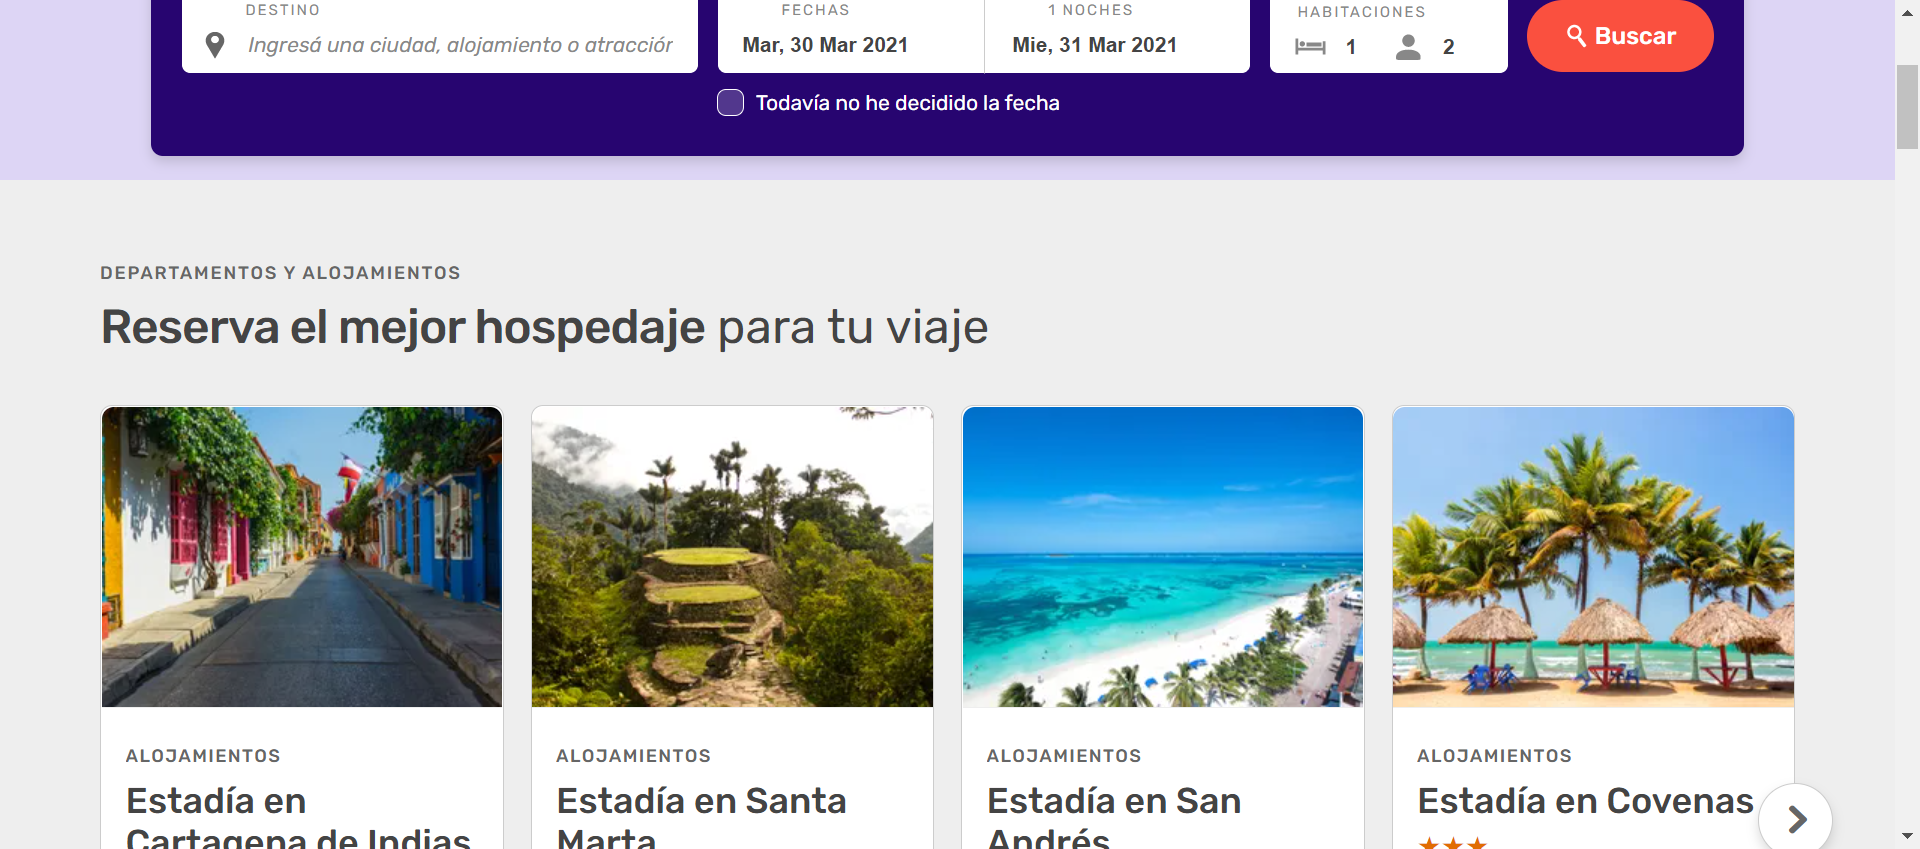 DESTINO
FECHAS
1 NOCHES
HABITACIONES
Ingresá una ciudad, alojamiento o atracción
Mar, 30 Mar 2021
Mie, 31 Mar 2021
1
2
Buscar
Todavía no he decidido la fecha
DEPARTAMENTOS Y ALOJAMIENTOS
Reserva el mejor hospedaje para tu viaje
ALOJAMIENTOS
Estadía en
Cartagena de Indias
ALOJAMIENTOS
Estadía en Santa
Marta
ALOJAMIENTOS
Estadía en San
Andrés
ALOJAMIENTOS
Estadía en Covenas